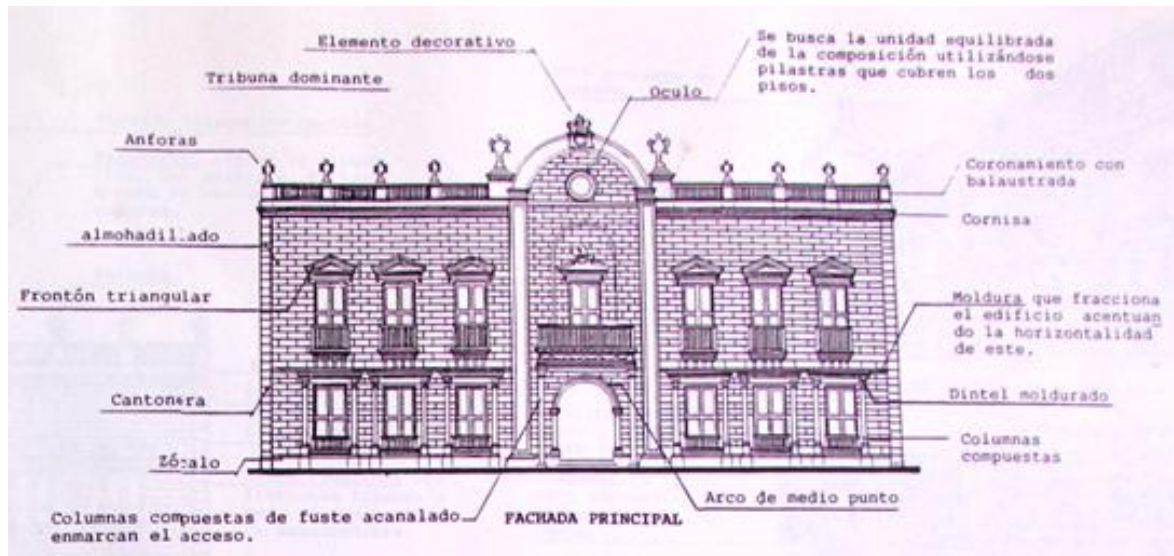 Elemento decorativo
Tribuna dominante
Oculo
Se busca la unidad equilibrada
de la composición utilizándose
pilastras que cubren los dos
pisos.
Anforas
Coronamiento con
balaustrada
Cornisa
almohadillado
Frontón triangular
Moldura que fracciona
el edificio acentuan
do la horizontalidad
de este.
Cantonera
Dintel moldurado
Zócalo
Columnas
compuestas
Arco de medio punto
Columnas compuestas de fuste acanalado
enmarcan el acceso.
FACHADA PRINCIPAL